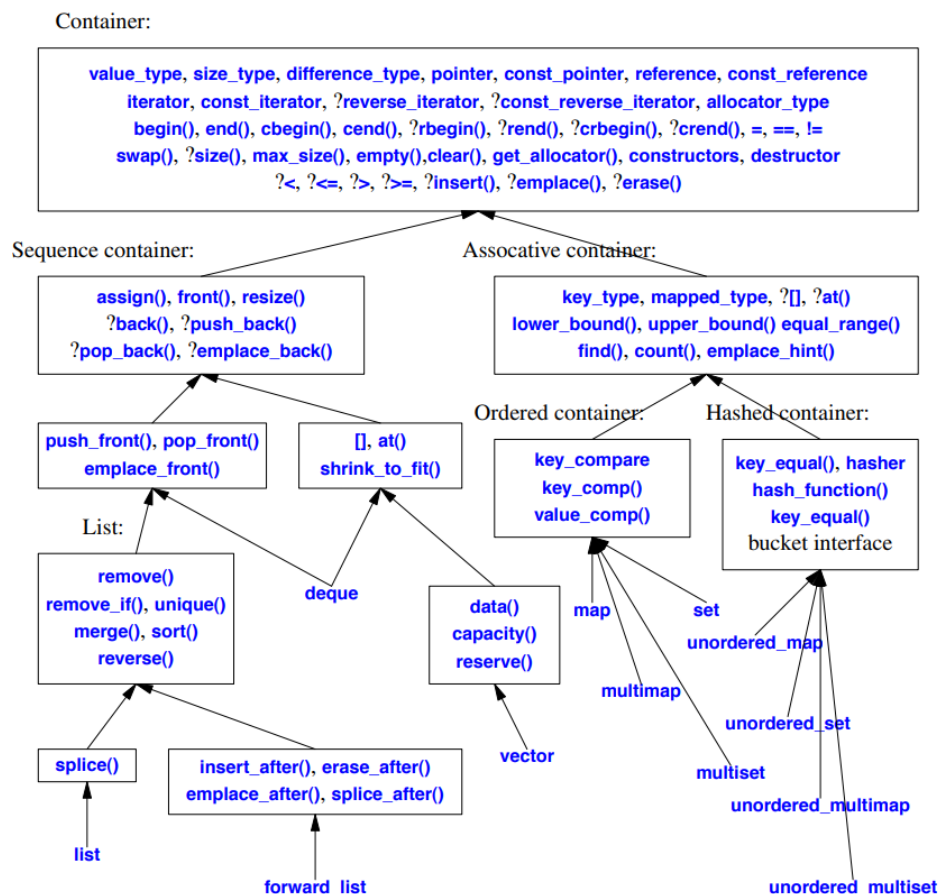 Container:
value_type, size_type, difference_type, pointer, const_pointer, reference, const_reference
iterator, const_iterator, ?reverse_iterator, ?const_reverse_iterator, allocator_type
begin(), end(), cbegin(), cend(), ?rbegin(), ?rend(), ?crbegin(), ?crend(), =, ==, !=
swap(), ?size(), max_size(), empty(),clear(), get_allocator(), constructors, destructor
?<, ?<=, ?>, ?>=, ?insert(), ?emplace(), ?erase()
Sequence container:
assign(), front(), resize()
?back(), ?push_back()
?pop_back(), ?emplace_back()
Assocative container:
key_type, mapped_type, ?[], ?at()
lower_bound(), upper_bound() equal_range()
find(), count(), emplace_hint()
push_front(), pop_front()
emplace_front()
[], at()
shrink_to_fit()
Ordered container:
key_compare
key_comp()
value_comp()
Hashed container:
key_equal(), hasher
hash_function()
key_equal()
bucket interface
List:
remove()
remove_if(), unique()
merge(), sort()
reverse()
deque
data()
capacity()
reserve()
map
set
unordered_map
multimap
unordered_set
splice()
insert_after(), erase_after()
emplace_after(), splice_after()
vector
multiset
unordered_multimap
list
forward_list
unordered_multiset